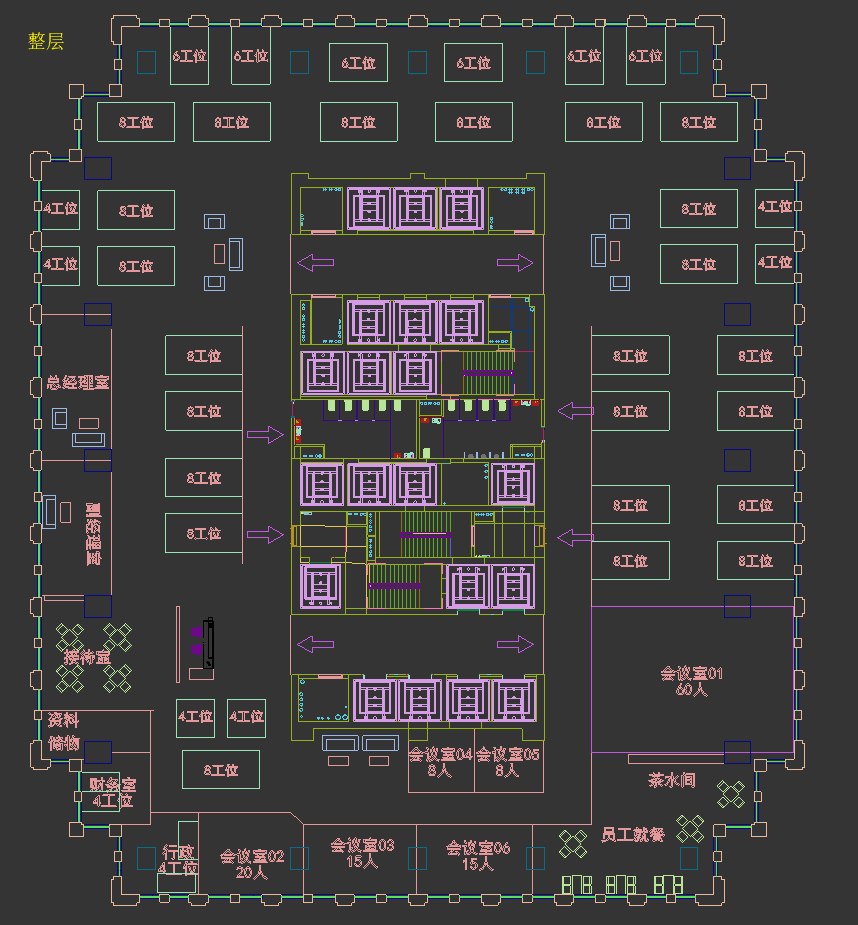 整层
6工位 6工位 6工位 6工位 6工位 6工位
8工位 8工位 8工位 8工位 8工位 8工位
4工位 8工位 8工位 4工位
4工位 8工位 8工位 4工位
8工位 8工位 8工位
总经理室
8工位 8工位 8工位
8工位
副经理室
8工位 8工位
8工位
8工位 8工位
接待室
会议室01
60人
资料
4工位 4工位
储物
会议室04 会议室05
8人 8人
8工位
茶水间
财务室
4工位
员工就餐
会议室03
15人
会议室06
15人
行政
4工位
会议室02
20人